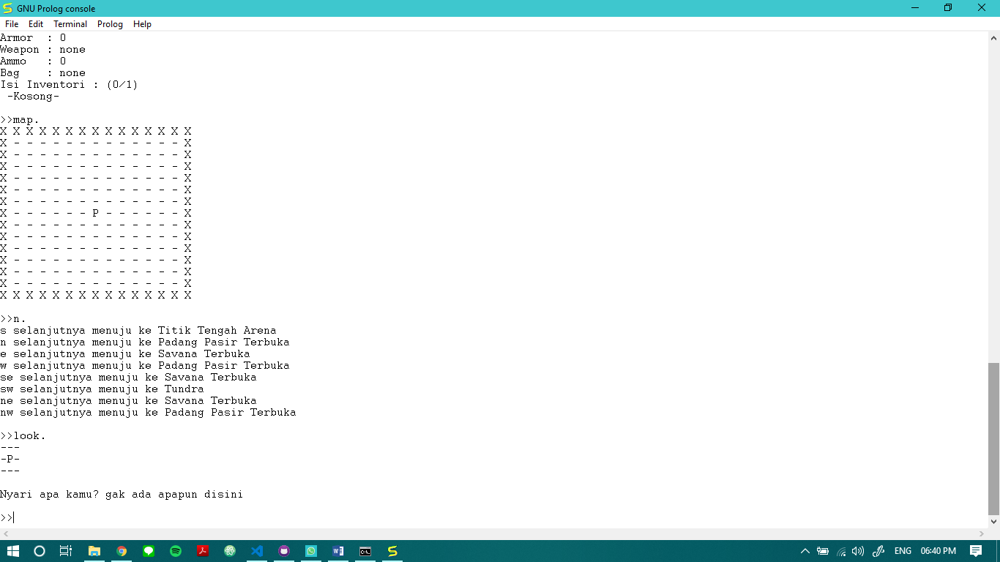 GNU Prolog console
File Edit Terminal Prolog Help
Armor  : 0
Weapon : none
Ammo   : 0
Bag    : none
Isi Inventori : (0/1)
 -Kosong-
>>map.
X X X X X X X X X X X X X X X
X - - - - - - - - - - - - - X
X - - - - - - - - - - - - - X
X - - - - - - - - - - - - - X
X - - - - - - - - - - - - - X
X - - - - - - - - - - - - - X
X - - - - - - - - - - - - - X
X - - - - - - P - - - - - - X
X - - - - - - - - - - - - - X
X - - - - - - - - - - - - - X
X - - - - - - - - - - - - - X
X - - - - - - - - - - - - - X
X - - - - - - - - - - - - - X
X - - - - - - - - - - - - - X
X X X X X X X X X X X X X X X
>>n.
s selanjutnya menuju ke Titik Tengah Arena
n selanjutnya menuju ke Padang Pasir Terbuka
e selanjutnya menuju ke Savana Terbuka
w selanjutnya menuju ke Padang Pasir Terbuka
se selanjutnya menuju ke Savana Terbuka
sw selanjutnya menuju ke Tundra
ne selanjutnya menuju ke Savana Terbuka
nw selanjutnya menuju ke Padang Pasir Terbuka
>>look.
---
-P-
---
Nyari apa kamu? gak ada apapun disini
>>
ENG 06:40 PM